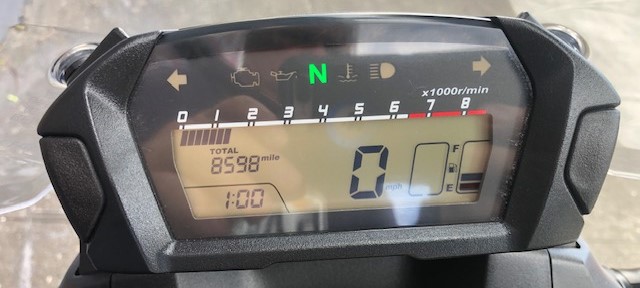 N
x1000r/min
0 1 2 3 4 5 6 7 8
TOTAL
8598 mile
1:00
0 mph
F
E